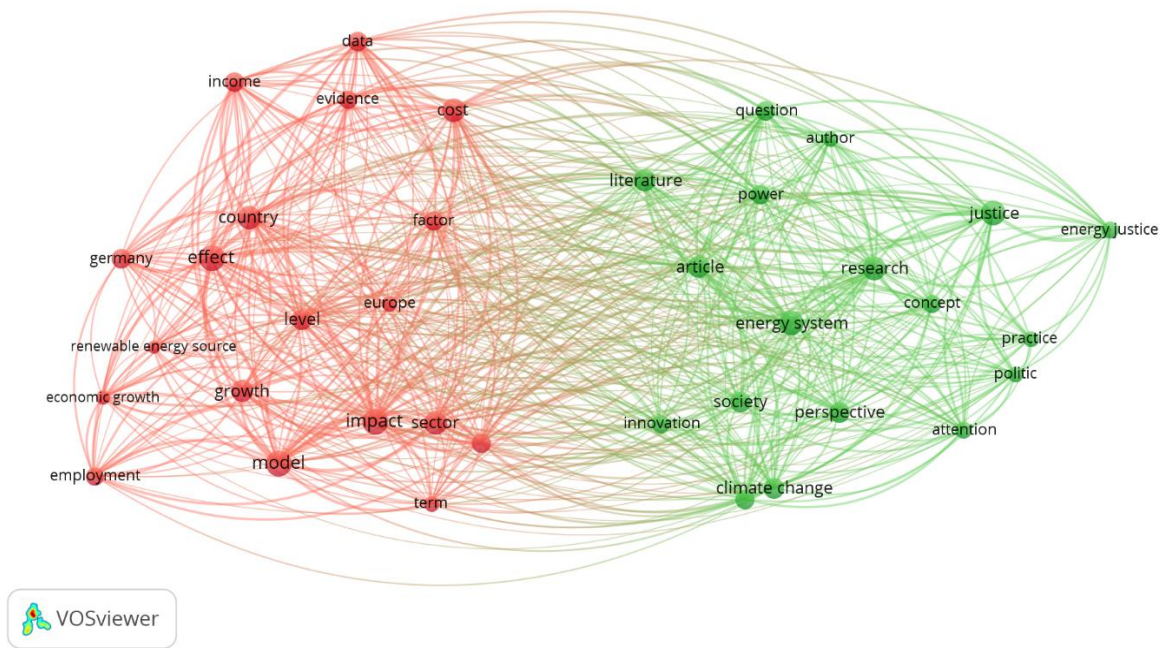 data
income
evidence
cost
question
author
literature
power
country
factor
justice
energy justice
germany
effect
article
research
europe
concept
level
energy system
renewable energy source
practice
politic
economic growth
growth
society
perspective
impact
sector
innovation
attention
model
employment
climate change
term
VOSviewer